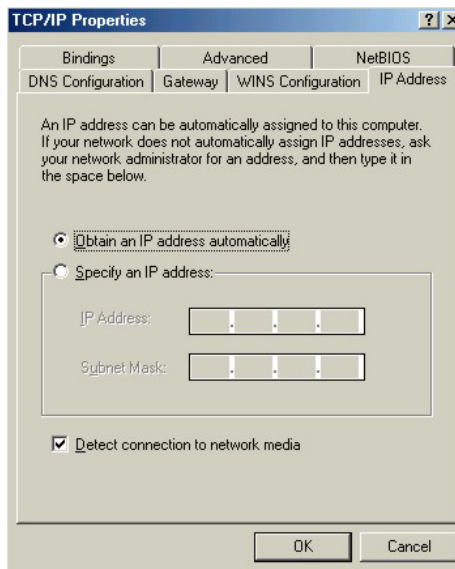 TCP/IP Properties
Bindings Advanced NetBIOS
DNS Configuration Gateway WINS Configuration IP Address
An IP address can be automatically assigned to this computer.
If your network does not automatically assign IP addresses, ask
your network administrator for an address, and then type it in
the space below.
Obtain an IP address automatically
Specify an IP address:
IP Address:
Subnet Mask:
Detect connection to network media
OK Cancel